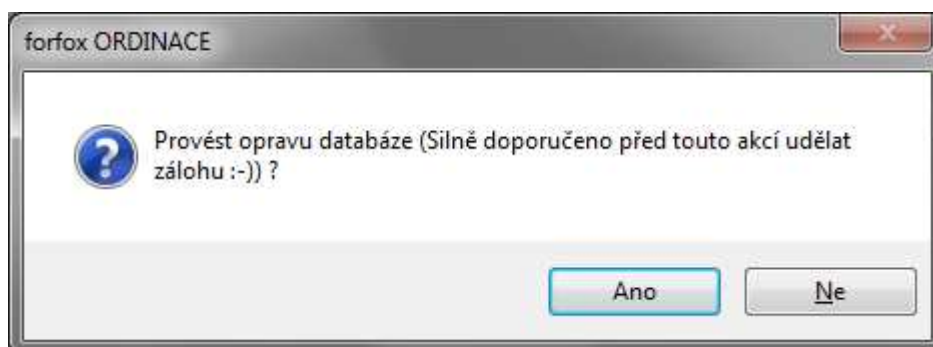 forfox ORDINACE
Provést opravu databáze (Silně doporučeno před touto akcí udělat
zálohu :-)) ?
Ano
Ne